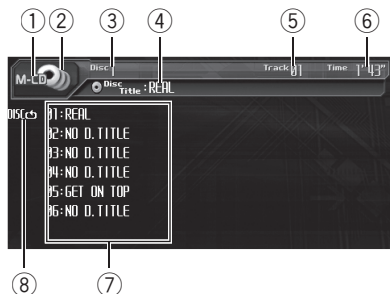 ① ② ③ ④ ⑤ ⑥
M-CD Disc 1 Track 01 Time 1'43"
Disc Title :REAL
DISC
01:REAL
02:NO D.TITLE
03:NO D.TITLE
04:NO D.TITLE
05:GET ON TOP
06:NO D.TITLE
⑧ ⑦